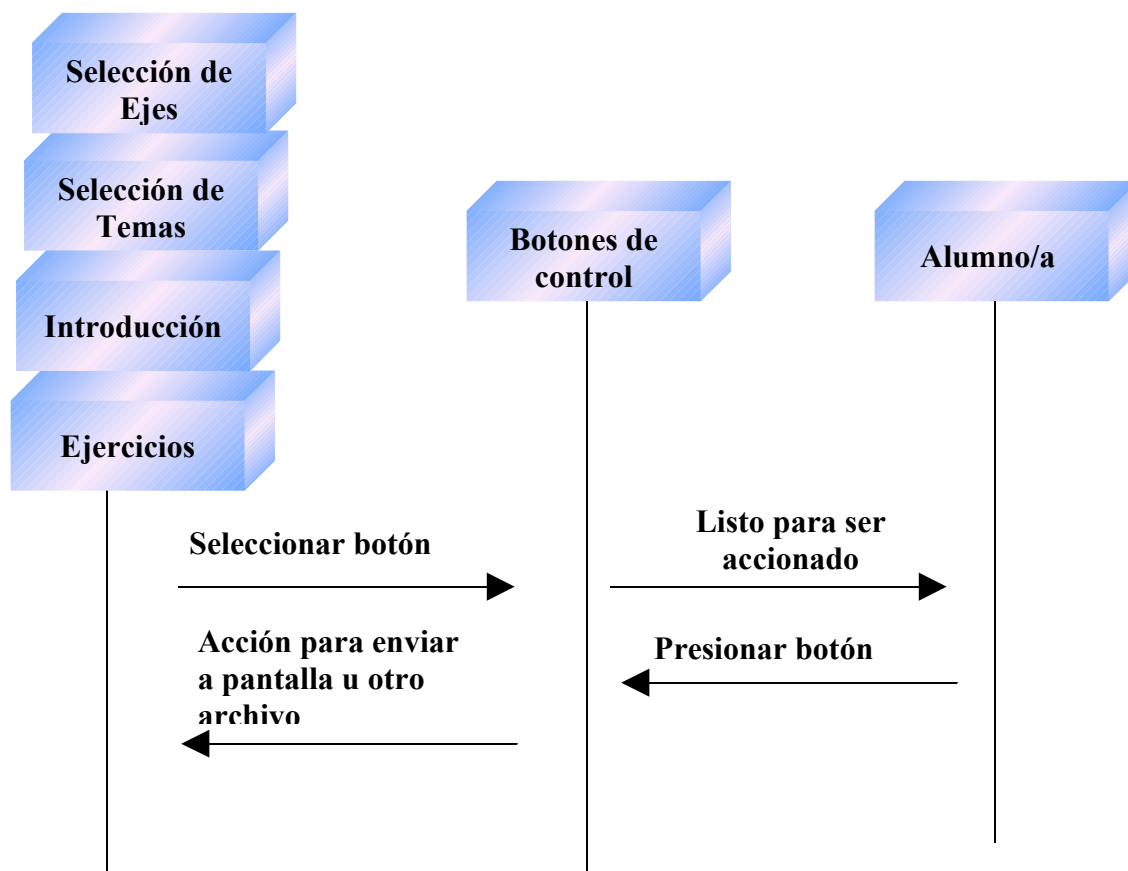 Selección de
Ejes
Selección de
Temas
Introducción
Ejercicios
Botones de
control
Alumno/a
Seleccionar botón
Listo para ser
accionado
Acción para enviar
a pantalla u otro
archivo
Presionar botón